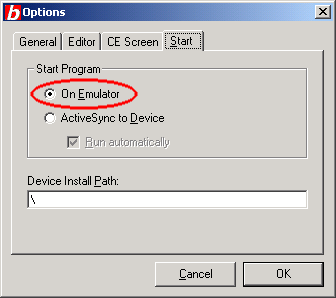 b Options
General Editor CE Screen Start
Start Program
On Emulator
ActiveSync to Device
Run automatically
Device Install Path:
\
Cancel OK